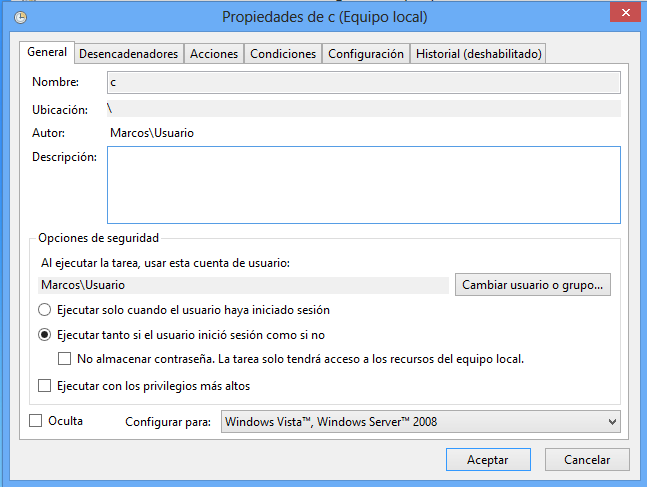 Propiedades de c (Equipo local)
General Desencadenadores Acciones Condiciones Configuración Historial (deshabilitado)
Nombre: c
Ubicación: \
Autor: Marcos\Usuario
Descripción:
Opciones de seguridad
Al ejecutar la tarea, usar esta cuenta de usuario:
Marcos\Usuario Cambiar usuario o grupo...
Ejecutar solo cuando el usuario haya iniciado sesión
Ejecutar tanto si el usuario inició sesión como si no
No almacenar contraseña. La tarea solo tendrá acceso a los recursos del equipo local.
Ejecutar con los privilegios más altos
Oculta Configurar para: Windows Vista™, Windows Server™ 2008
Aceptar Cancelar